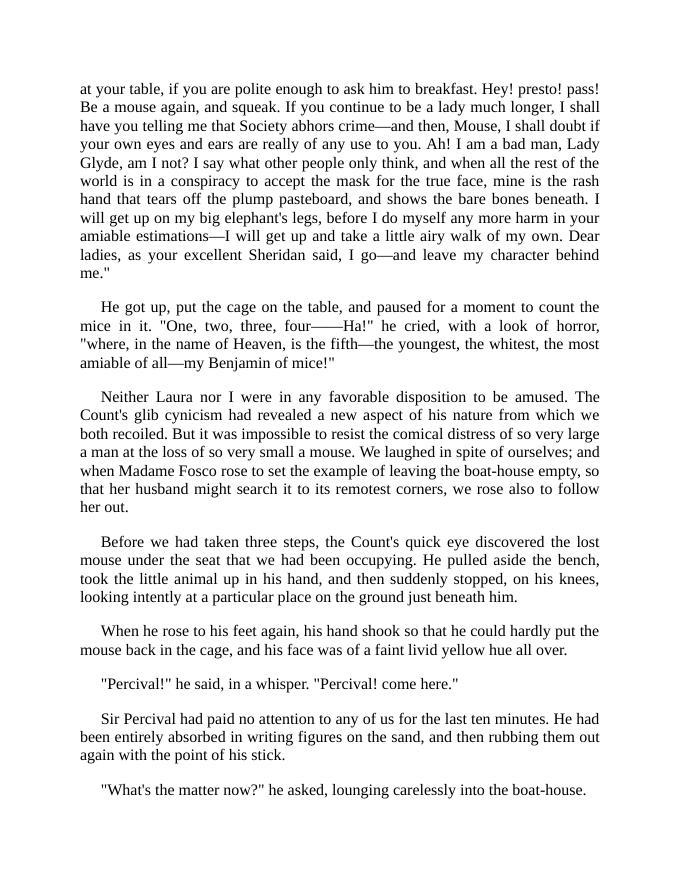 at your table, if you are polite enough to ask him to breakfast. Hey! presto! pass!
Be a mouse again, and squeak. If you continue to be a lady much longer, I shall
have you telling me that Society abhors crime—and then, Mouse, I shall doubt if
your own eyes and ears are really of any use to you. Ah! I am a bad man, Lady
Glyde, am I not? I say what other people only think, and when all the rest of the
world is in a conspiracy to accept the mask for the true face, mine is the rash
hand that tears off the plump pasteboard, and shows the bare bones beneath. I
will get up on my big elephant's legs, before I do myself any more harm in your
amiable estimations—I will get up and take a little airy walk of my own. Dear
ladies, as your excellent Sheridan said, I go—and leave my character behind
me."
He got up, put the cage on the table, and paused for a moment to count the
mice in it. "One, two, three, four——Ha!" he cried, with a look of horror,
"where, in the name of Heaven, is the fifth—the youngest, the whitest, the most
amiable of all—my Benjamin of mice!"
Neither Laura nor I were in any favorable disposition to be amused. The
Count's glib cynicism had revealed a new aspect of his nature from which we
both recoiled. But it was impossible to resist the comical distress of so very large
a man at the loss of so very small a mouse. We laughed in spite of ourselves; and
when Madame Fosco rose to set the example of leaving the boat-house empty, so
that her husband might search it to its remotest corners, we rose also to follow
her out.
Before we had taken three steps, the Count's quick eye discovered the lost
mouse under the seat that we had been occupying. He pulled aside the bench,
took the little animal up in his hand, and then suddenly stopped, on his knees,
looking intently at a particular place on the ground just beneath him.
When he rose to his feet again, his hand shook so that he could hardly put the
mouse back in the cage, and his face was of a faint livid yellow hue all over.
"Percival!" he said, in a whisper. "Percival! come here."
Sir Percival had paid no attention to any of us for the last ten minutes. He had
been entirely absorbed in writing figures on the sand, and then rubbing them out
again with the point of his stick.
"What's the matter now?" he asked, lounging carelessly into the boat-house.